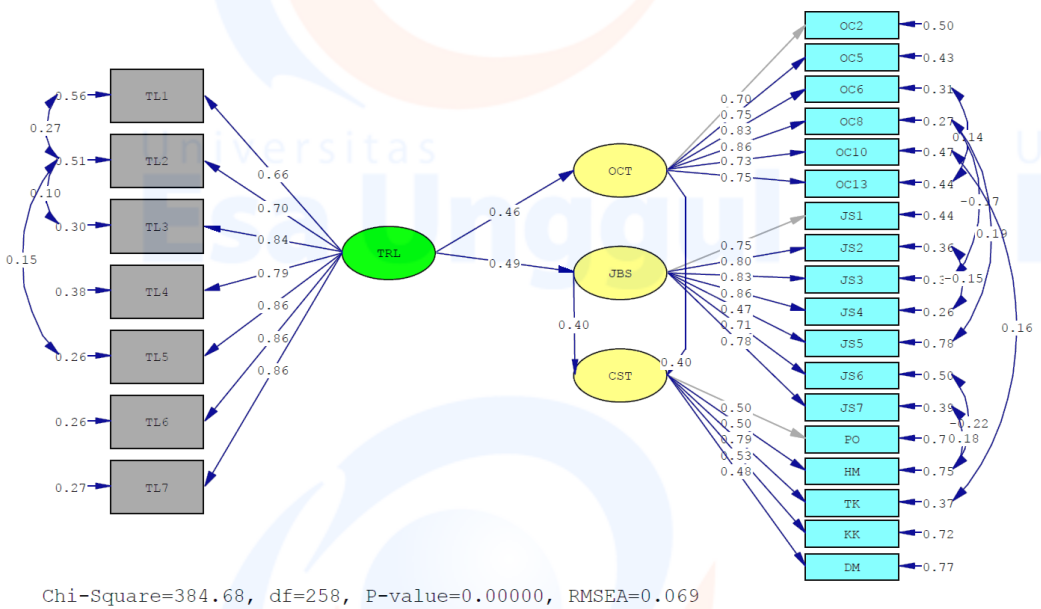 Universitas
Esa Unggul
TL1
TL2
TL3
TL4
TL5
TL6
TL7
0.56
0.51
0.30
0.38
0.26
0.26
0.27
0.27
0.10
0.15
0.66
0.70
0.84
0.79
0.86
0.86
0.86
TRL
0.46
0.49
OCT
JBS
CST
0.40
0.40
0.70
0.75
0.83
0.86
0.73
0.75
0.75
0.80
0.83
0.86
0.47
0.71
0.78
0.50
0.50
0.79
0.53
0.48
OC2 0.50
OC5 0.43
OC6 0.31
OC8 0.27
OC10 0.47
OC13 0.44
JS1 0.44
JS2 0.36
JS3
JS4 0.26
JS5 0.78
JS6 0.50
JS7 0.39
PO
HM 0.75
TK 0.37
KK 0.72
DM 0.77
0.14
0.19
-0.15
0.16
-0.22
0.18
Chi-Square=384.68, df=258, P-value=0.00000, RMSEA=0.069